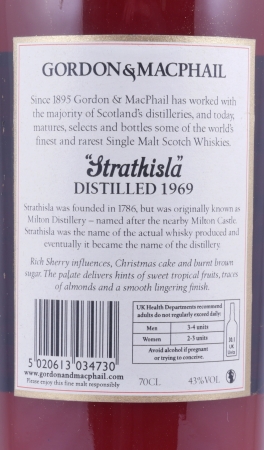 GORDON & MACPHAIL
Since 1895 Gordon & MacPhail has worked with
the majority of Scotland's distilleries, and today,
matures, selects and bottles some of the world's
finest and rarest Single Malt Scotch Whiskies.
"Strathisla"
DISTILLED 1969
Strathisla was founded in 1786, but was originally known as
Milton Distillery – named after the nearby Milton Castle.
Strathisla was the name of the actual whisky produced and
eventually it became the name of the distillery.
Rich Sherry influences, Christmas cake and burnt brown
sugar. The palate delivers hints of sweet tropical fruits, traces
of almonds and a smooth lingering finish.
UK Health Departments recommend
adults do not regularly exceed daily:
Men 3-4 units
Women 2-3 units
Avoid alcohol if pregnant
or trying to conceive.
5 020613 034730
www.gordonandmacphail.com
Please enjoy this fine malt responsibly
70CL
43%VOL